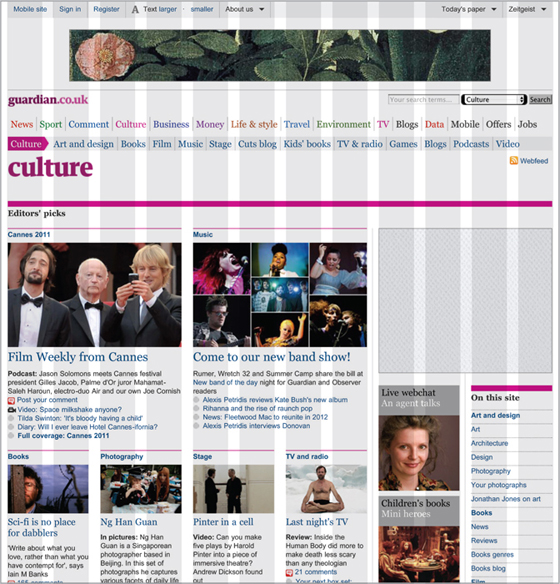 Mobile site Sign in Register A Text larger · smaller About us Today's paper Zeitgeist
guardian.co.uk
Your search terms... Culture Search
News Sport Comment Culture Business Money Life & style Travel Environment TV Blogs Data Mobile Offers Jobs
Culture Art and design Books Film Music Stage Cuts blog Kids' books TV & radio Games Blogs Podcasts Video
culture
Webfeed
Editors' picks
Cannes 2011
Film Weekly from Cannes
Podcast: Jason Solomons meets Cannes festival
president Gilles Jacob, Palme d'Or juror Mahamat-
Saleh Haroun, electro-duo Air and our own Joe Cornish
Post your comment
Video: Space milkshake anyone?
Tilda Swinton: 'It's bloody having a child'
Diary: Will I ever leave Hotel Cannes-ifornia?
Full coverage: Cannes 2011
Music
Come to our new band show!
Rumer, Wretch 32 and Summer Camp share the bill at
New band of the day night for Guardian and Observer
readers
Alexis Petridis reviews Kate Bush's new album
Rihanna and the rise of raunch pop
News: Fleetwood Mac to reunite in 2012
Alexis Petridis interviews Donovan
Live webchat
An agent talks
Children's books
Mini heroes
On this site
Art and design
Art
Architecture
Design
Photography
Your photographs
Jonathan Jones on art
Books
News
Reviews
Books genres
Books blog
Film
Books
Sci-fi is no place
for dabblers
'Write about what you
love, rather than what you
think you can
contempt for', says
Iain M Banks
Photography
Ng Han Guan
In pictures: Ng Han
Guan is a Singaporean
photographer based in
Beijing. In this set of
photographs he captures
various facets of daily life
Stage
Pinter in a cell
Video: Can you make
five plays by Harold
Pinter into a piece of
immersive theatre?
Andrew Dickson found
out
TV and radio
Last night's TV
Review: Inside the
Human Body did more to
make death less scary
than any theologian
21 comments
Your next box set: